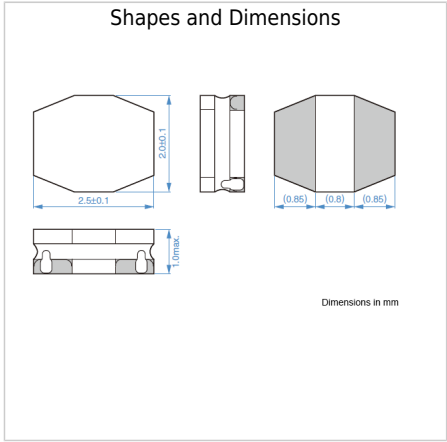 Shapes and Dimensions
2.0±0.1
2.5±0.1
(0.85) (0.8) (0.85)
1.0max.
Dimensions in mm